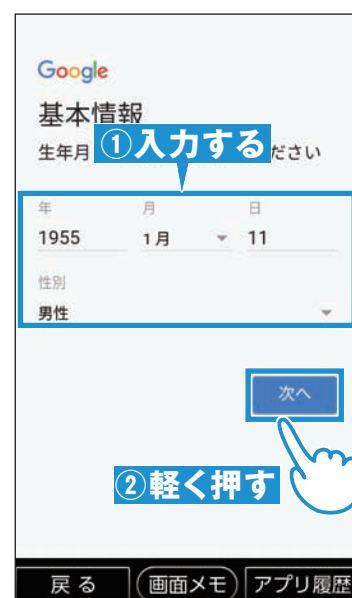 Google
基本情報
①入力する
生年月
ださい
年 月 日
1955 1月 11
性別
男性
次へ
②軽く押す
戻る 画面メモ アプリ履歴